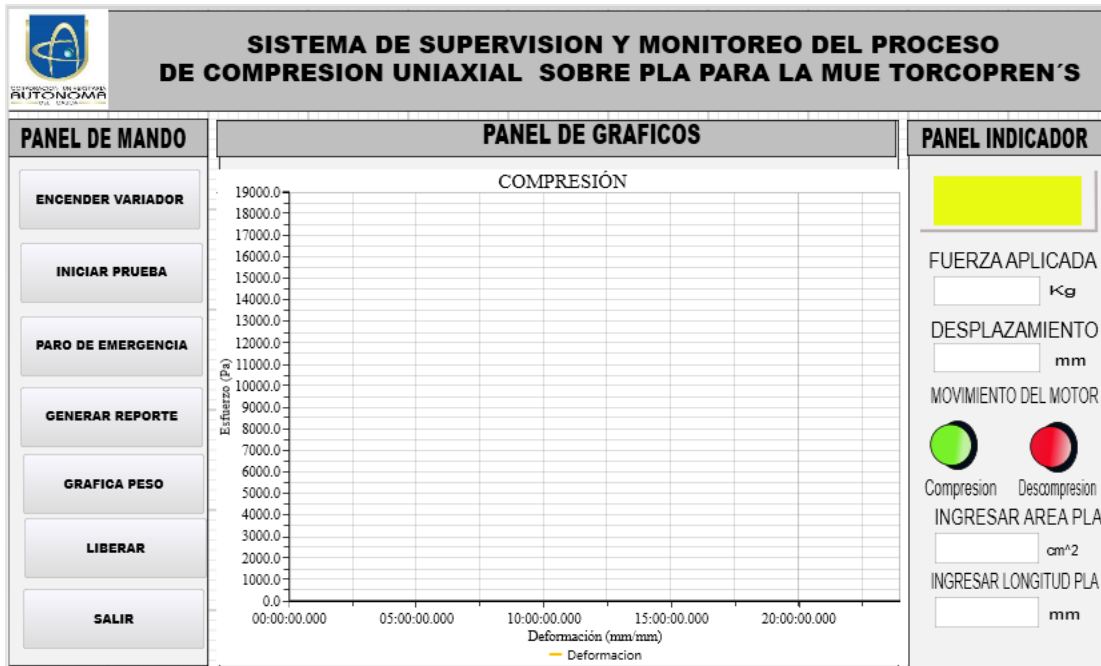 CORPORACION UNIVERSITARIA
AUTONOMA
DEL CAUCA
SISTEMA DE SUPERVISION Y MONITOREO DEL PROCESO
DE COMPRESION UNIAXIAL SOBRE PLA PARA LA MUE TORCOPREN´S
PANEL DE MANDO
ENCENDER VARIADOR
INICIAR PRUEBA
PARO DE EMERGENCIA
GENERAR REPORTE
GRAFICA PESO
LIBERAR
SALIR
PANEL DE GRAFICOS
COMPRESIÓN
Esfuerzo (Pa)
19000.0
18000.0
17000.0
16000.0
15000.0
14000.0
13000.0
12000.0
11000.0
10000.0
9000.0
8000.0
7000.0
6000.0
5000.0
4000.0
3000.0
2000.0
1000.0
0.0
00:00:00.000 05:00:00.000 10:00:00.000 15:00:00.000 20:00:00.000
Deformación (mm/mm)
Deformacion
PANEL INDICADOR
FUERZA APLICADA
Kg
DESPLAZAMIENTO
mm
MOVIMIENTO DEL MOTOR
Compresion Descompresion
INGRESAR AREA PLA
cm^2
INGRESAR LONGITUD PLA
mm